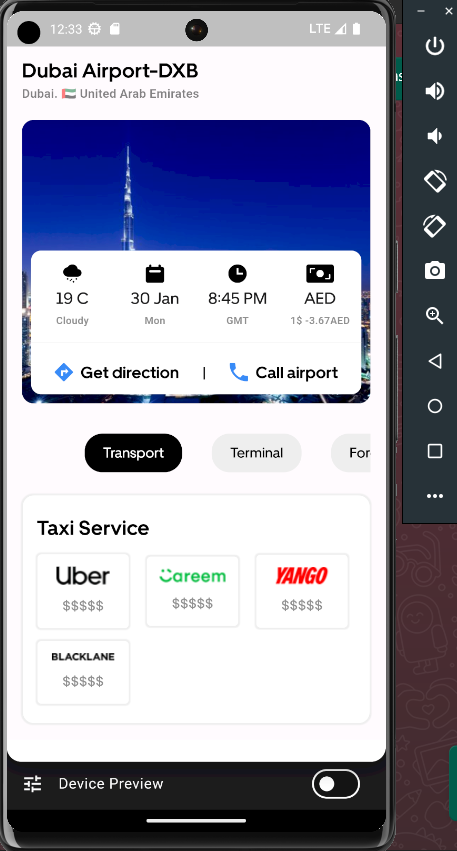 12:33 LTE
Dubai Airport-DXB
Dubai. 🇦🇪 United Arab Emirates
19 C 30 Jan 8:45 PM AED
Cloudy Mon GMT 1$ -3.67AED
Get direction | Call airport
Transport Terminal For
Taxi Service
Uber Careem YANGO
$$$$$ $$$$$ $$$$$
BLACKLANE
$$$$$
Device Preview